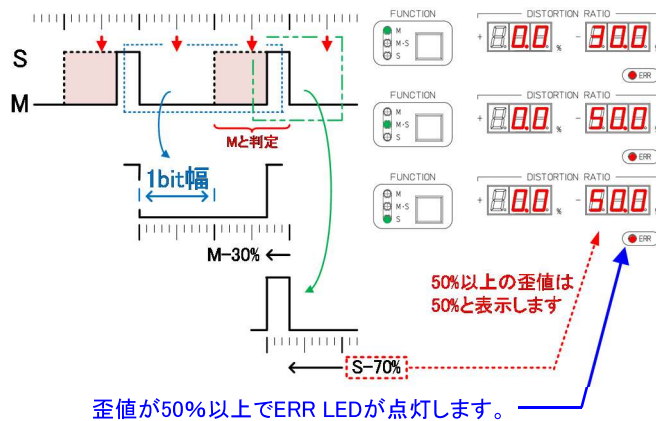 FUNCTION
DISTORTION RATIO
M
M-S
S
+ 0.0 % - 30.0
ERR
S
M
FUNCTION
DISTORTION RATIO
M
M-S
S
+ 0.0 % - 50.0
ERR
Mと判定
1bit幅
FUNCTION
DISTORTION RATIO
M
M-S
S
+ 0.0 % - 50.0
ERR
M-30%
50%以上の歪値は
50%と表示します
S-70%
歪値が50%以上でERR LEDが点灯します。